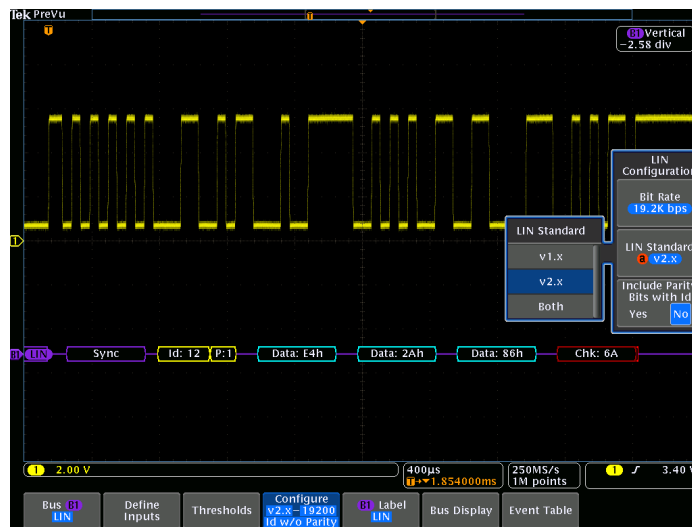 Tek PreVu
T
T
B1 Vertical
-2.58 div
LIN
Configuration
Bit Rate
19.2K bps
LIN Standard
LIN Standard
a v2.x
v1.x
v2.x
Both
Include Parity
Bits with Id
Yes No
1
B1 LIN Sync Id: 12 P:1 Data: E4h Data: 2Ah Data: 86h Chk: 6A
1 2.00 V
400µs
T→▼1.854000ms
250MS/s
1M points
1 3.40 V
Bus B1
LIN
Define
Inputs
Thresholds
Configure
v2.x-19200
Id w/o Parity
B1 Label
LIN
Bus Display
Event Table